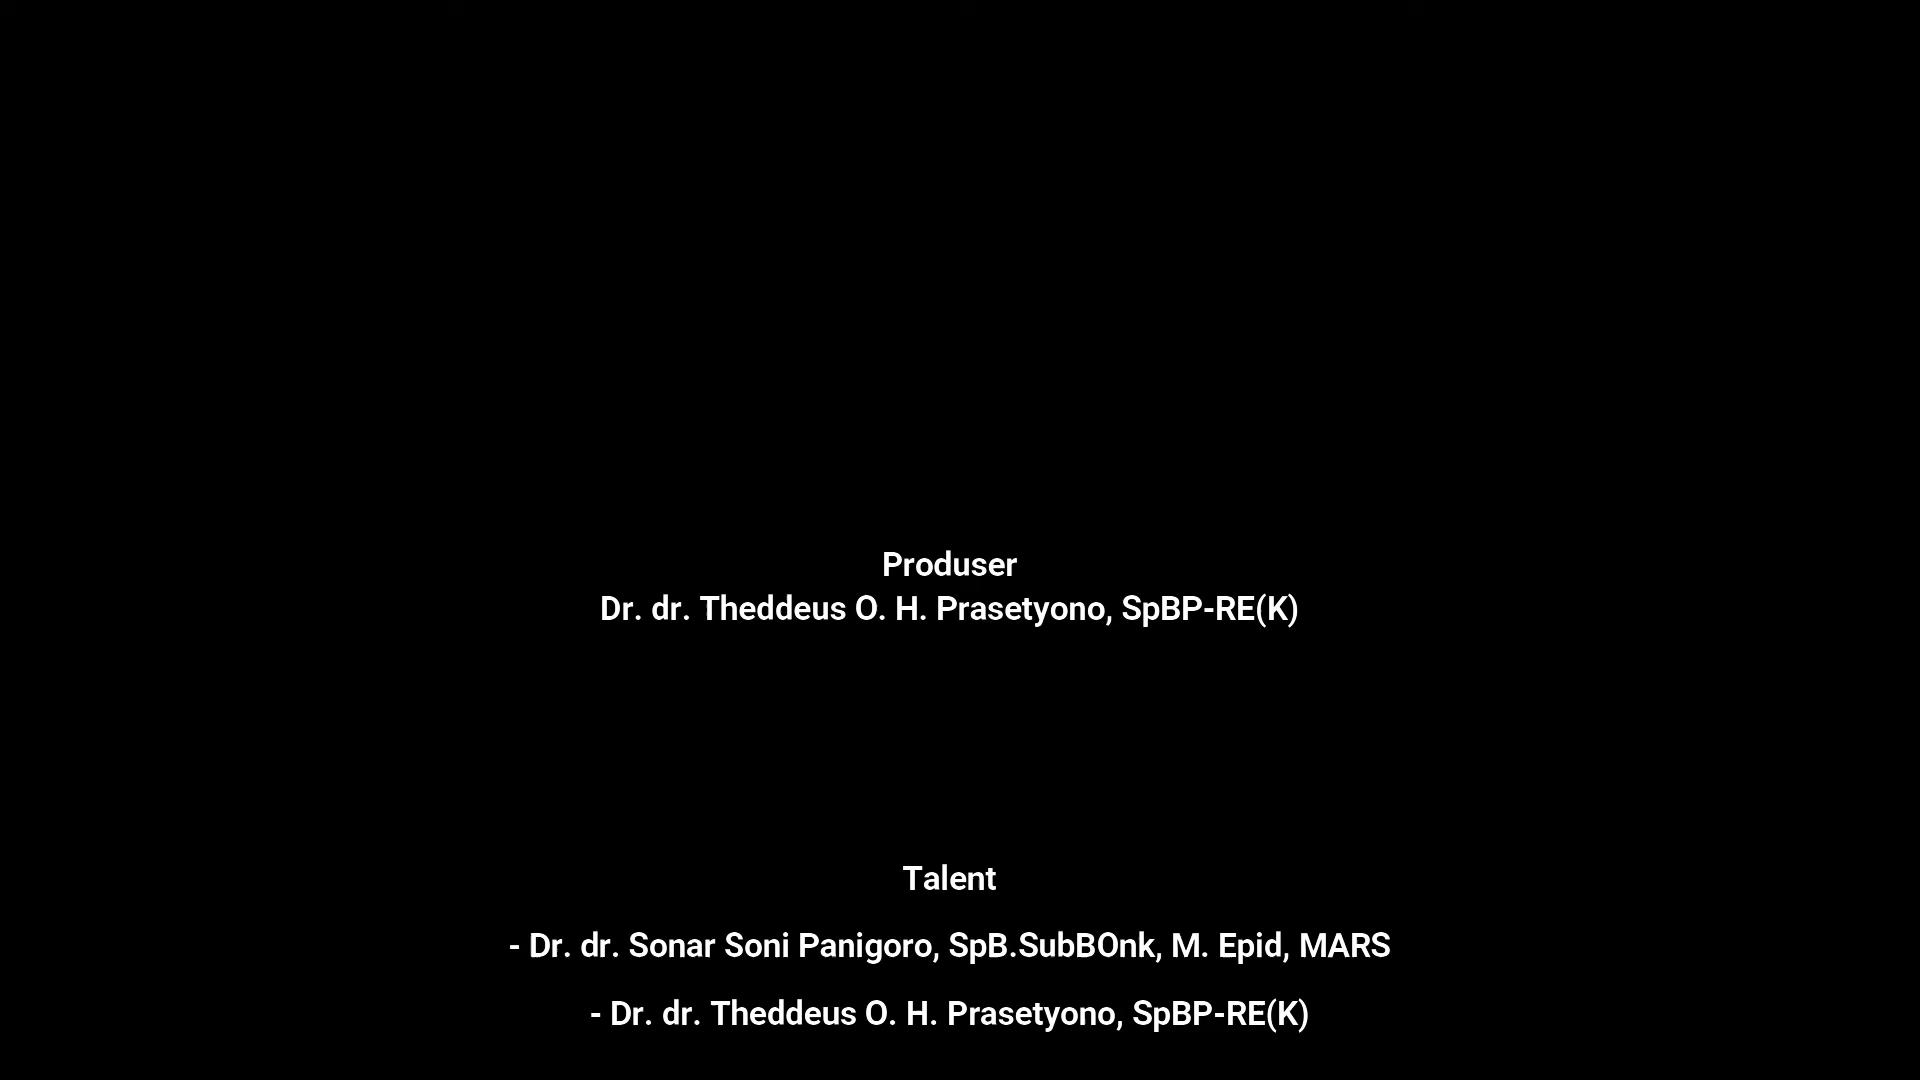 Produser
Dr. dr. Theddeus O. H. Prasetyono, SpBP-RE(K)
Talent
- Dr. dr. Sonar Soni Panigoro, SpB.SubBOnk, M. Epid, MARS
- Dr. dr. Theddeus O. H. Prasetyono, SpBP-RE(K)